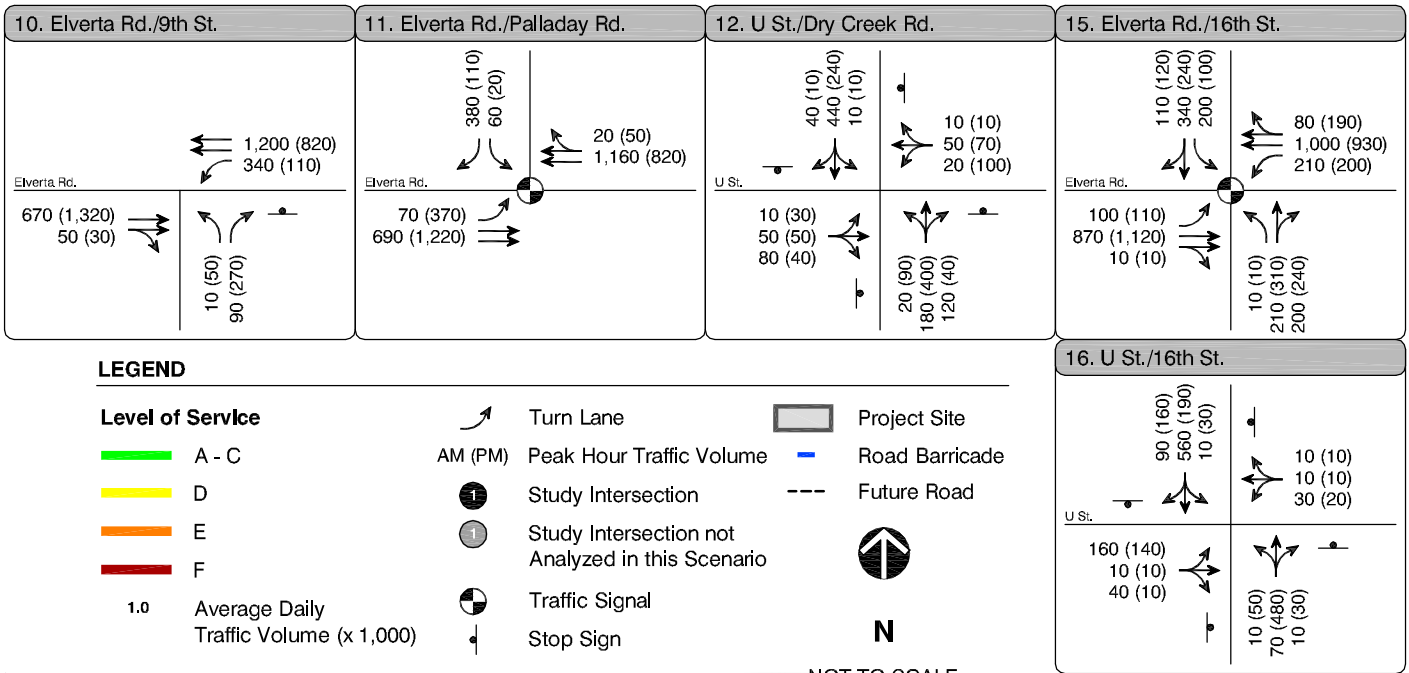 10. Elverta Rd./9th St.
1,200 (820)
340 (110)
Elverta Rd.
670 (1,320)
50 (30)
10 (50)
90 (270)
11. Elverta Rd./Palladay Rd.
380 (110)
60 (20)
20 (50)
1,160 (820)
Elverta Rd.
70 (370)
690 (1,220)
12. U St./Dry Creek Rd.
40 (10)
440 (240)
10 (10)
10 (10)
50 (70)
20 (100)
U St.
10 (30)
50 (50)
80 (40)
20 (90)
180 (400)
120 (40)
15. Elverta Rd./16th St.
110 (120)
340 (240)
200 (100)
80 (190)
1,000 (930)
210 (200)
Elverta Rd.
100 (110)
870 (1,120)
10 (10)
10 (10)
210 (310)
200 (240)
16. U St./16th St.
90 (160)
560 (190)
10 (30)
10 (10)
10 (10)
30 (20)
U St.
160 (140)
10 (10)
40 (10)
10 (50)
70 (480)
10 (30)
LEGEND
Level of Service
A - C
D
E
F
1.0 Average Daily
Traffic Volume (x 1,000)
Turn Lane
AM (PM) Peak Hour Traffic Volume
1 Study Intersection
1 Study Intersection not
Analyzed in this Scenario
Traffic Signal
Stop Sign
Project Site
Road Barricade
Future Road
N
NOT TO SCALE